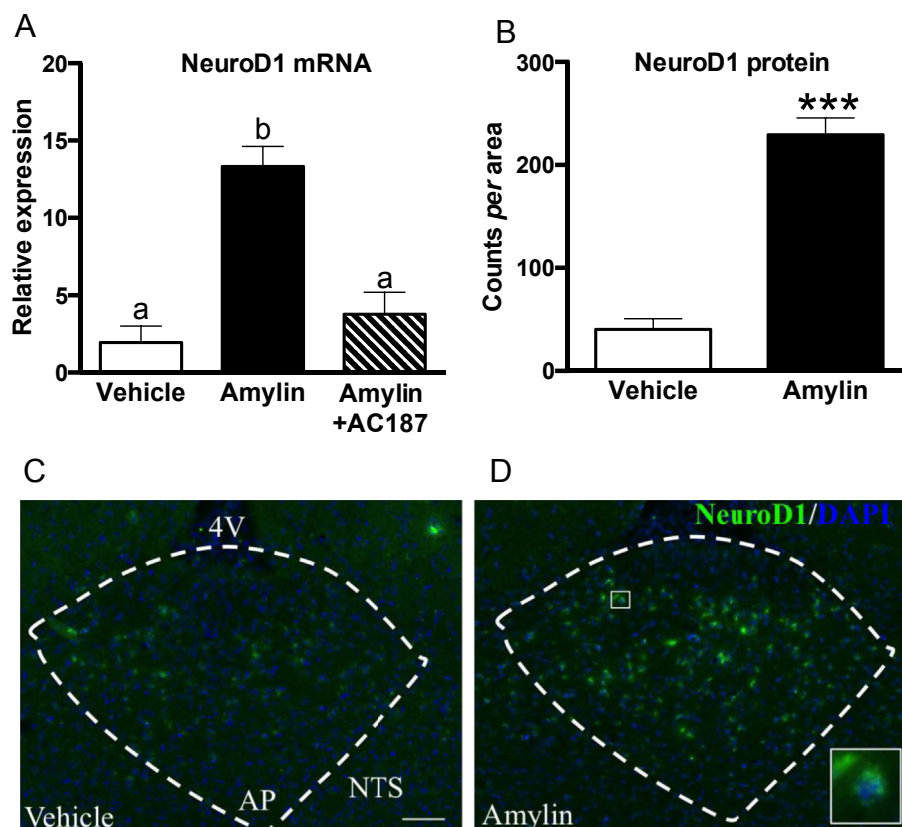 A
NeuroD1 mRNA
Relative expression
20
15
10
5
0
a
b
a
Vehicle
Amylin
Amylin
+AC187
B
NeuroD1 protein
Counts per area
300
200
100
0
***
Vehicle
Amylin
C
4V
AP
NTS
Vehicle
D
NeuroD1/DAPI
Amylin